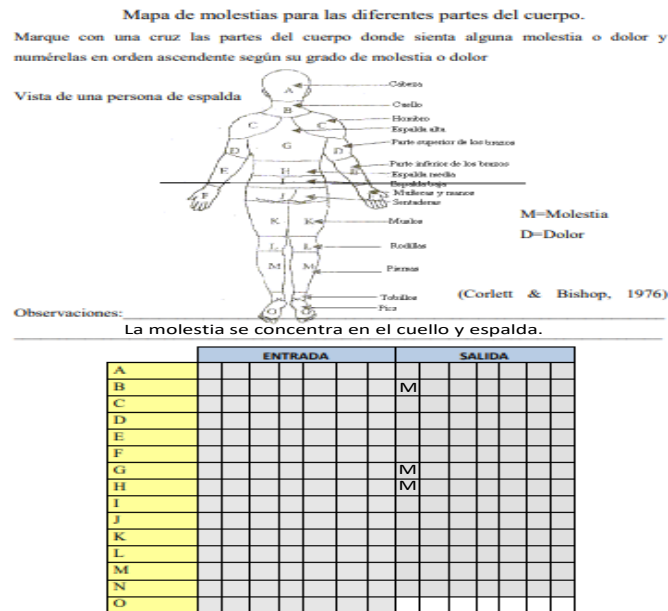 Mapa de molestias para las diferentes partes del cuerpo.
Marque con una cruz las partes del cuerpo donde sienta alguna molestia o dolor y
numérelas en orden ascendente según su grado de molestia o dolor
Vista de una persona de espalda
Cabeza
Cuello
Hombro
Espalda alta
Parte superior de los brazos
Parte inferior de los brazos
Espalda media
Espalda baja
Muñecas y manos
Sentaderas
Muslos
Rodillas
Piernas
Tobillos
Pies
A
B
C C
G
D D
E E
H
I
F
J
K K
L L
M M
M=Molestia
D=Dolor
(Corlett & Bishop, 1976)
Observaciones:
La molestia se concentra en el cuello y espalda.
ENTRADA SALIDA
A
B M
C
D
E
F
G M
H M
I
J
K
L
M
N
O